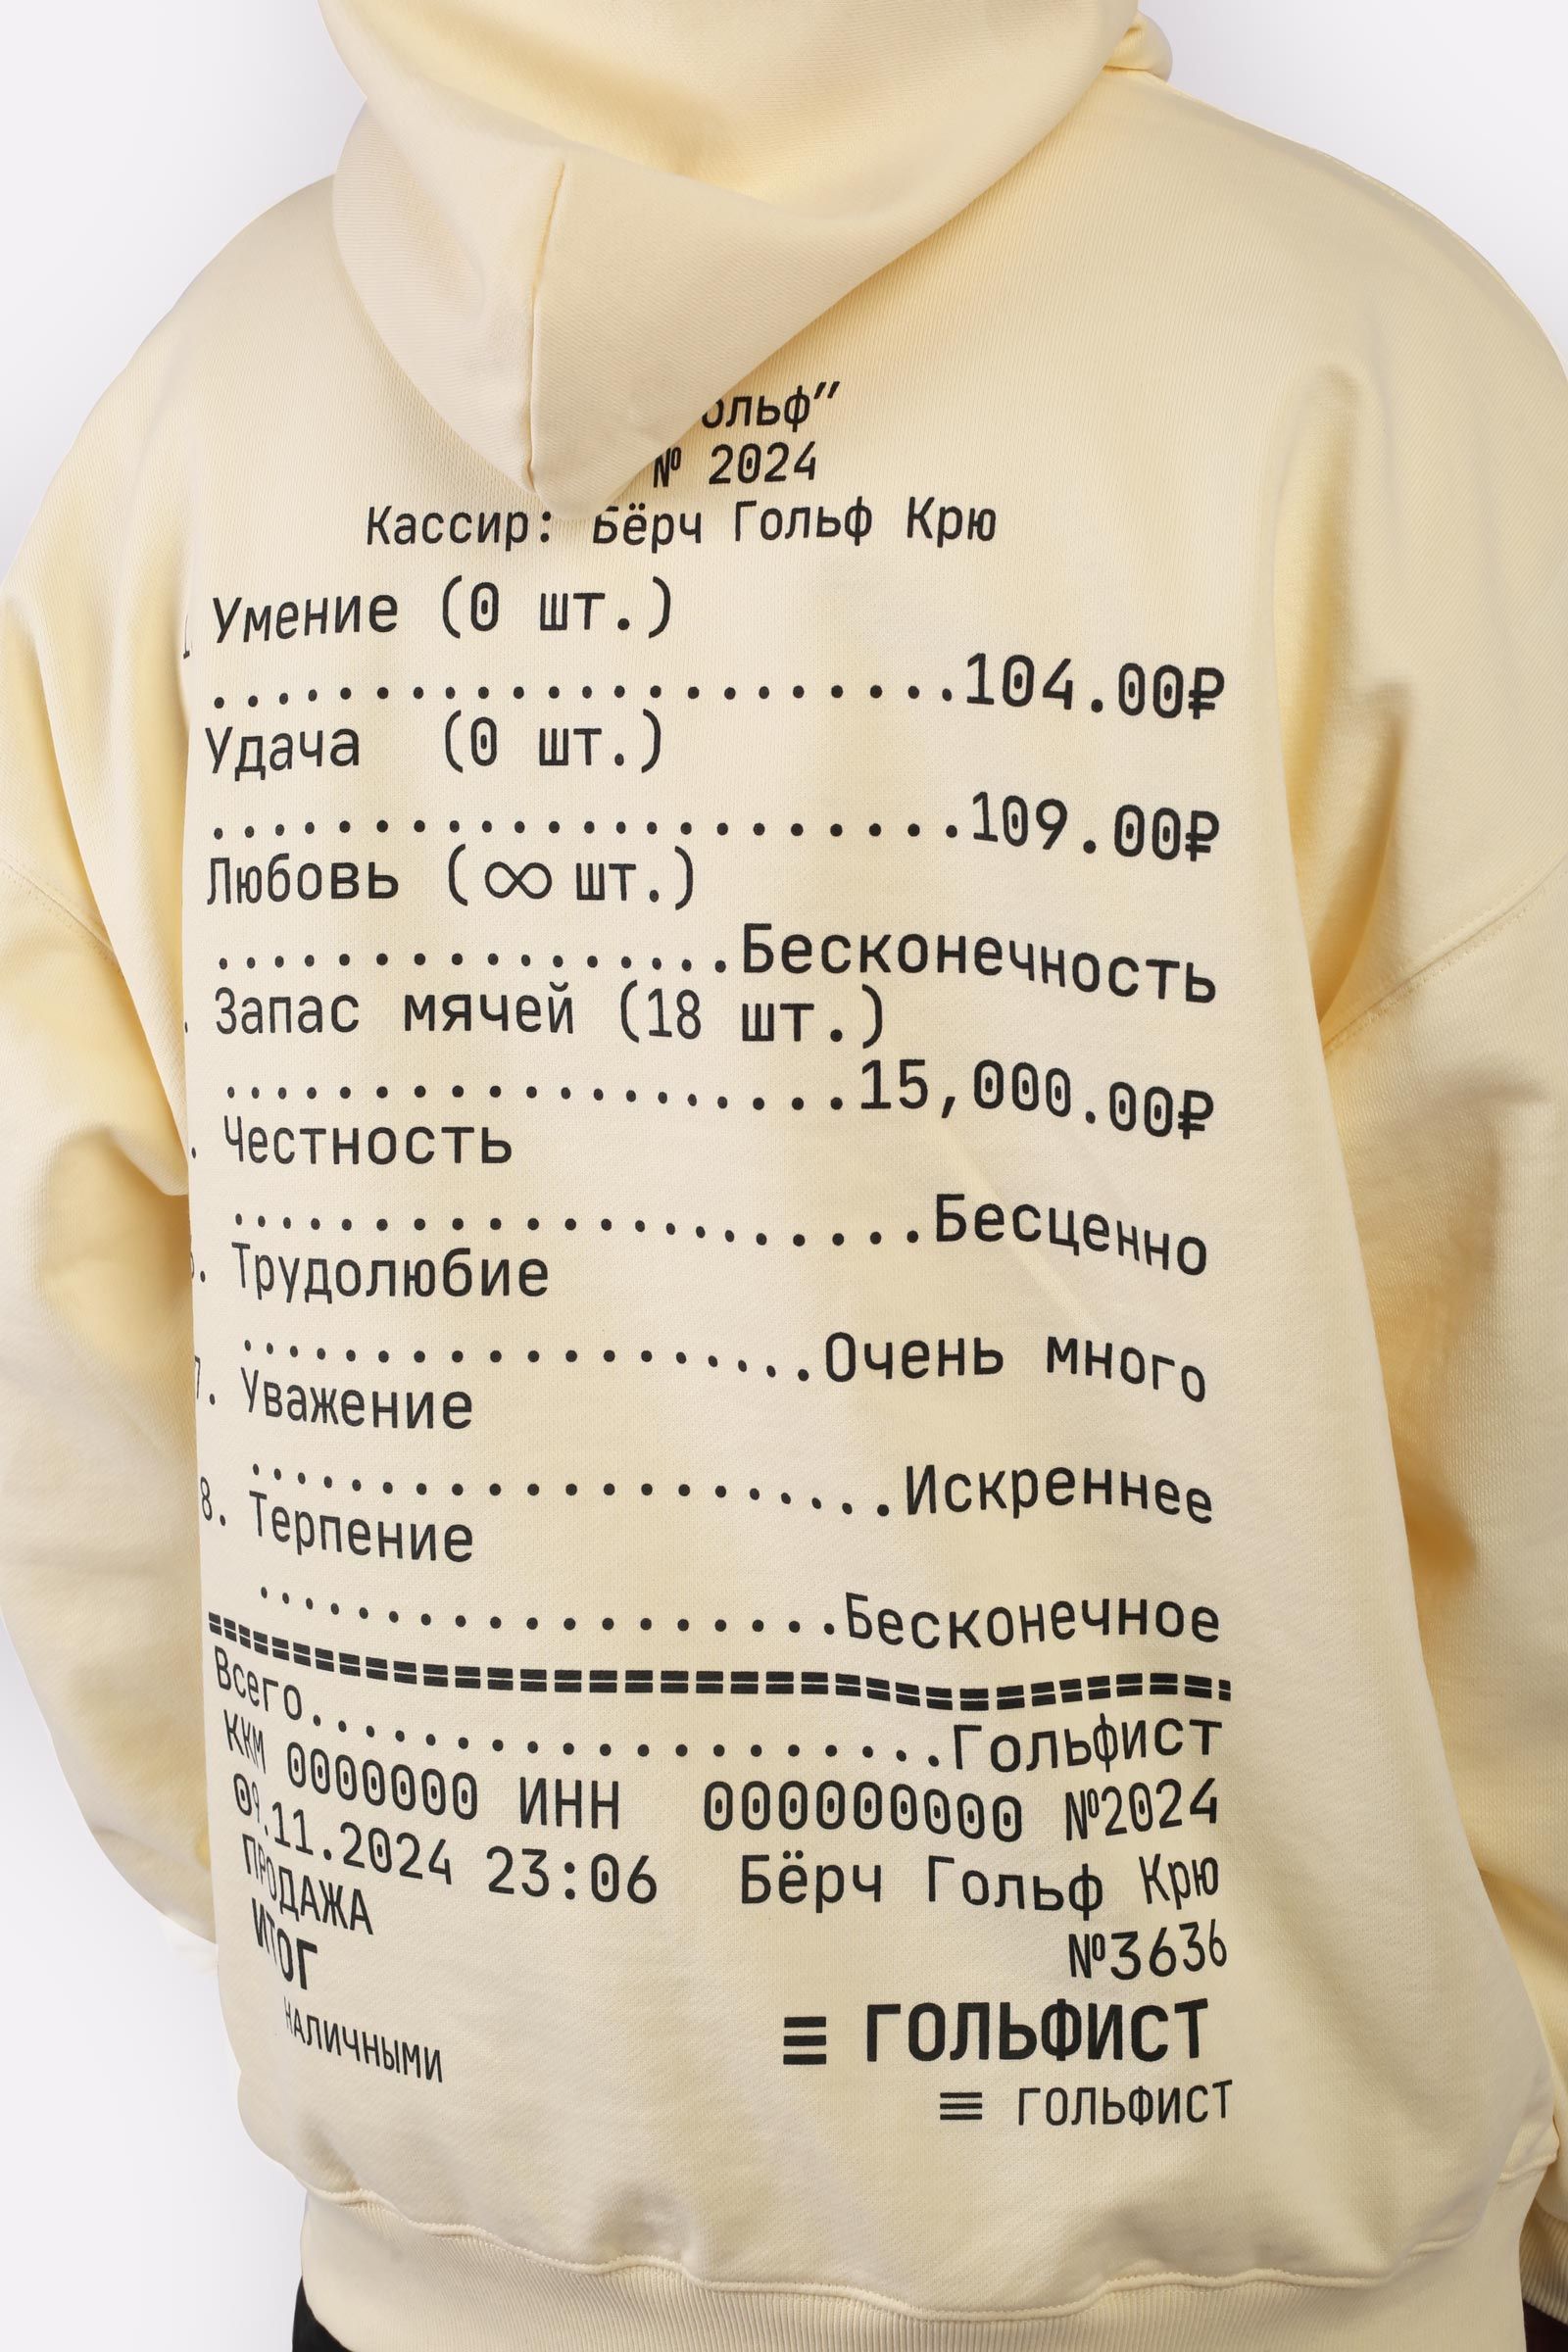 ольф”
№ 2024
Кассир: Бёрч Гольф Крю
Умение (0 шт.)
.....................104.00₽
Удача (0 шт.)
.....................109.00₽
Любовь (∞ шт.)
...............Бесконечность
Запас мячей (18 шт.)
...................15,000.00₽
. Честность
.....................Бесценно
. Трудолюбие
..................Очень много
7. Уважение
....................Искреннее
8. Терпение
..................Бесконечное
==============================
Всего..................Гольфист
ККМ 0000000 ИНН 000000000 №2024
09.11.2024 23:06 Бёрч Гольф Крю
ПРОДАЖА №3636
ИТОГ ≡ ГОЛЬФИСТ
НАЛИЧНЫМИ ≡ ГОЛЬФИСТ